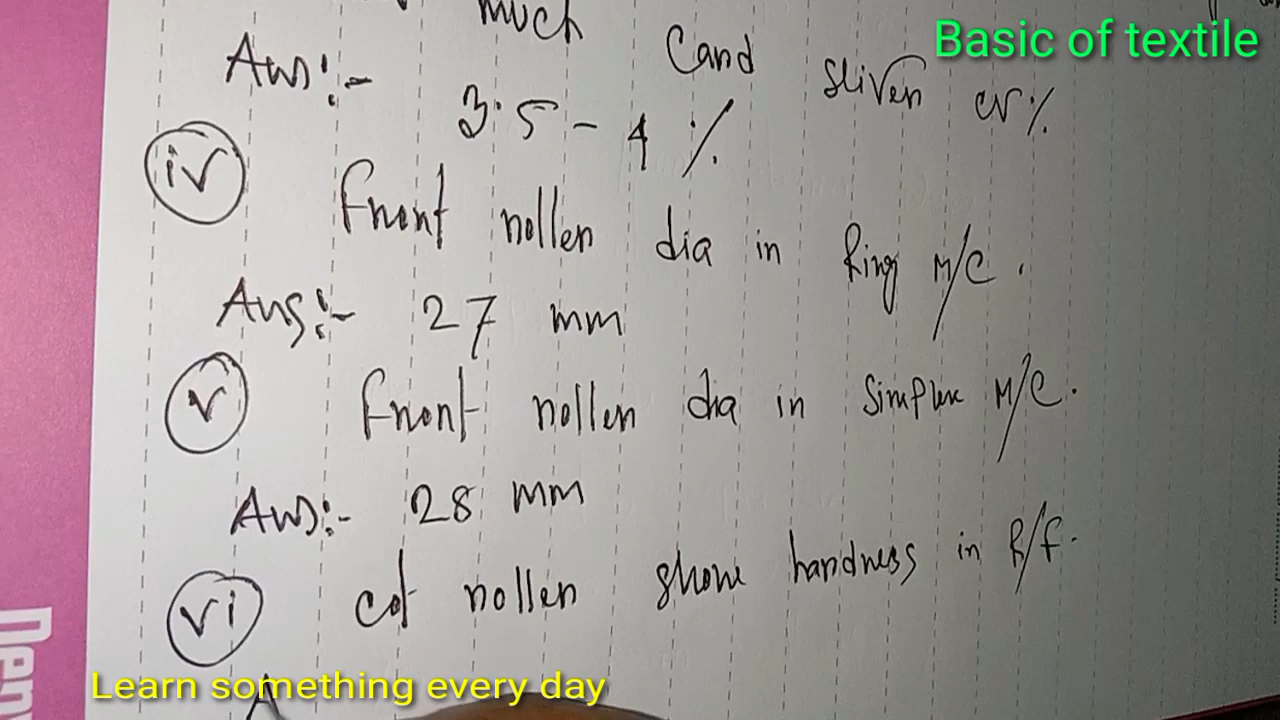 Basic of textile
much Card sliver CV%
Ans:- 3.5 - 4 %
iv Front roller dia in Ring M/C.
Ans:- 27 mm
v Front roller dia in Simplex M/C.
Ans:- 28 mm
vi cot roller shore hardness in R/F.
A
Learn something every day
Den